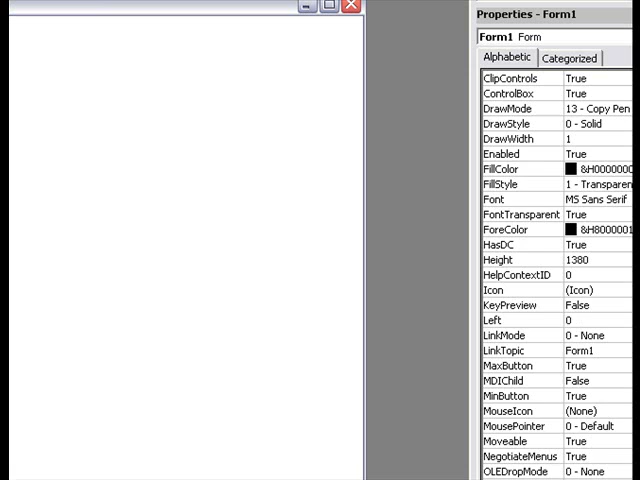 Properties - Form1
Form1 Form
Alphabetic Categorized
ClipControls True
ControlBox True
DrawMode 13 - Copy Pen
DrawStyle 0 - Solid
DrawWidth 1
Enabled True
FillColor &H0000000
FillStyle 1 - Transparen
Font MS Sans Serif
FontTransparent True
ForeColor &H8000001
HasDC True
Height 1380
HelpContextID 0
Icon (Icon)
KeyPreview False
Left 0
LinkMode 0 - None
LinkTopic Form1
MaxButton True
MDIChild False
MinButton True
MouseIcon (None)
MousePointer 0 - Default
Moveable True
NegotiateMenus True
OLEDropMode 0 - None